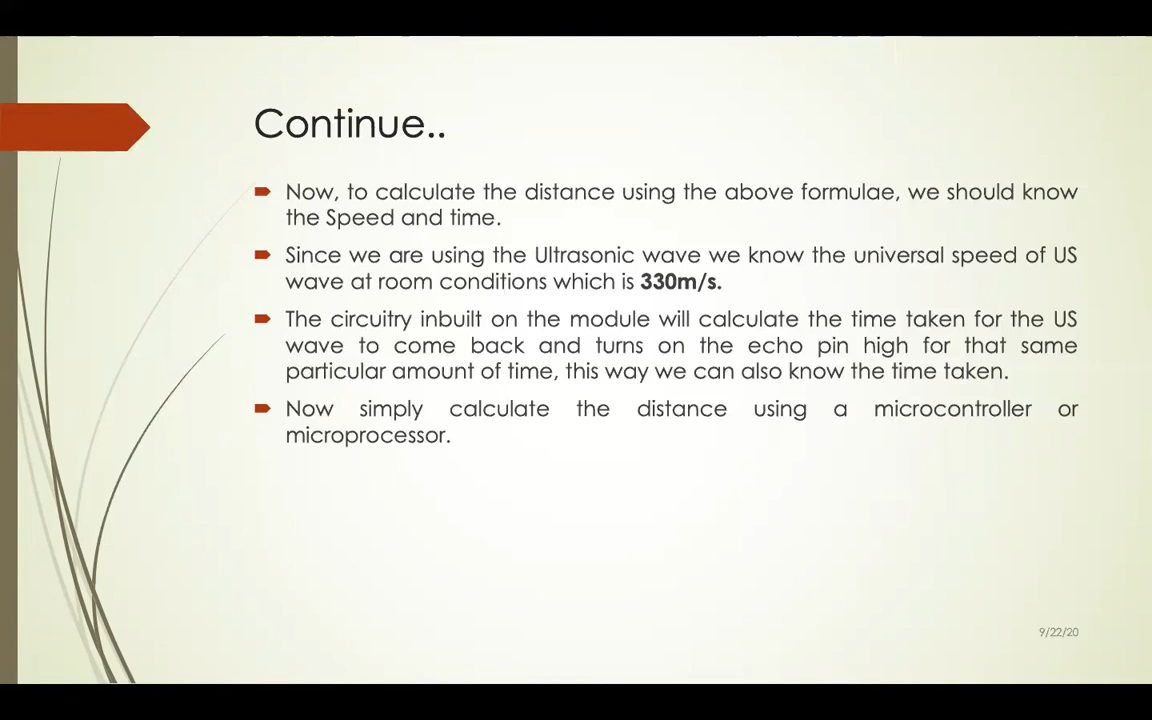 Continue..
Now, to calculate the distance using the above formulae, we should know
the Speed and time.
Since we are using the Ultrasonic wave we know the universal speed of US
wave at room conditions which is 330m/s.
The circuitry inbuilt on the module will calculate the time taken for the US
wave to come back and turns on the echo pin high for that same
particular amount of time, this way we can also know the time taken.
Now simply calculate the distance using a microcontroller or
microprocessor.
9/22/20